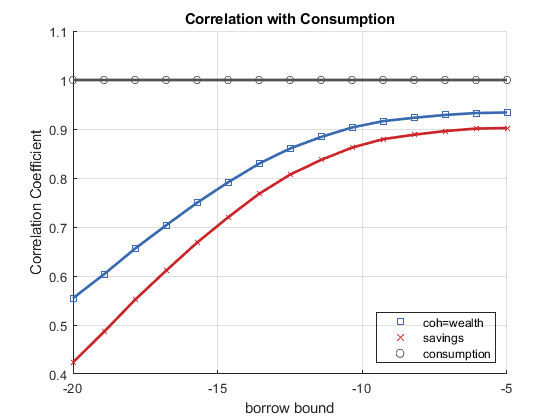 Correlation with Consumption
Correlation Coefficient
1.1
1
0.9
0.8
0.7
0.6
0.5
0.4
-20
-15
-10
-5
borrow bound
coh=wealth
savings
consumption